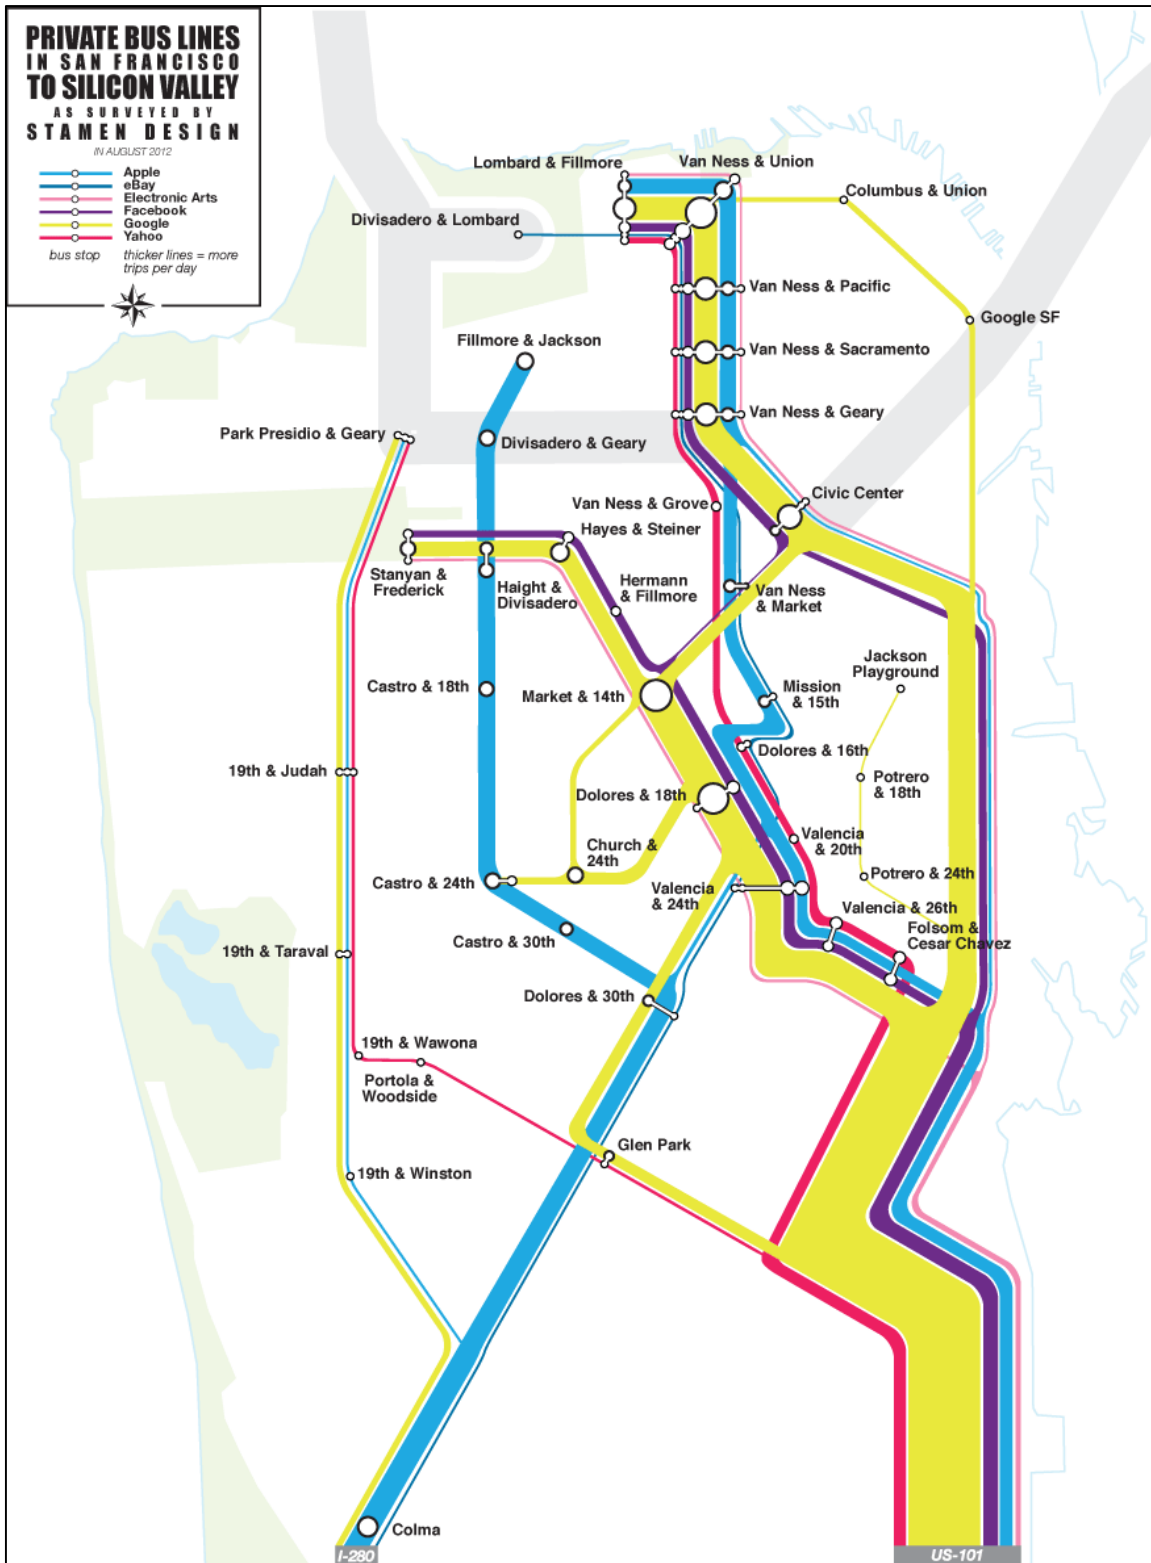 PRIVATE BUS LINES
IN SAN FRANCISCO
TO SILICON VALLEY
AS SURVEYED BY
STAMEN DESIGN
IN AUGUST 2012
Apple
eBay
Electronic Arts
Facebook
Google
Yahoo
bus stop
thicker lines = more
trips per day
Lombard & Fillmore
Van Ness & Union
Columbus & Union
Divisadero & Lombard
Van Ness & Pacific
Google SF
Fillmore & Jackson
Van Ness & Sacramento
Van Ness & Geary
Park Presidio & Geary
Divisadero & Geary
Civic Center
Van Ness & Grove
Hayes & Steiner
Stanyan &
Frederick
Haight &
Divisadero
Hermann
& Fillmore
Van Ness
& Market
Jackson
Playground
Castro & 18th
Market & 14th
Mission
& 15th
Dolores & 16th
19th & Judah
Potrero
& 18th
Dolores & 18th
Church &
24th
Valencia
& 20th
Castro & 24th
Valencia
& 24th
Potrero & 24th
Valencia & 26th
Castro & 30th
Folsom &
Cesar Chavez
19th & Taraval
Dolores & 30th
19th & Wawona
Portola &
Woodside
Glen Park
19th & Winston
Colma
I-280
US-101